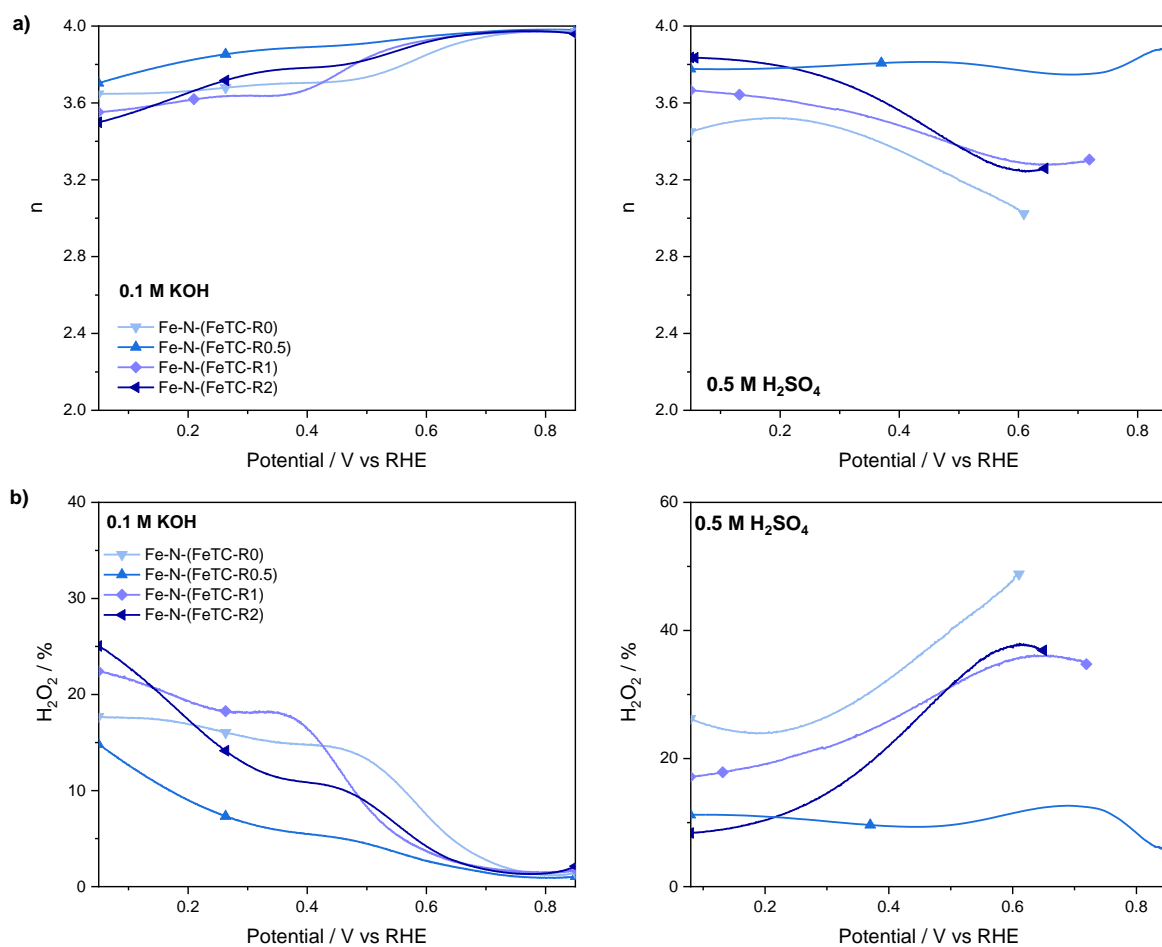 a)
4.0
3.6
3.2
2.8
2.4
2.0
n
0.1 M KOH
Fe-N-(FeTC-R0)
Fe-N-(FeTC-R0.5)
Fe-N-(FeTC-R1)
Fe-N-(FeTC-R2)
0.2 0.4 0.6 0.8
Potential / V vs RHE
4.0
3.6
3.2
2.8
2.4
2.0
n
0.5 M H₂SO₄
0.2 0.4 0.6 0.8
Potential / V vs RHE
b)
40
30
20
10
0
H₂O₂ / %
0.1 M KOH
Fe-N-(FeTC-R0)
Fe-N-(FeTC-R0.5)
Fe-N-(FeTC-R1)
Fe-N-(FeTC-R2)
0.2 0.4 0.6 0.8
Potential / V vs RHE
60
40
20
0
H₂O₂ / %
0.5 M H₂SO₄
0.2 0.4 0.6 0.8
Potential / V vs RHE